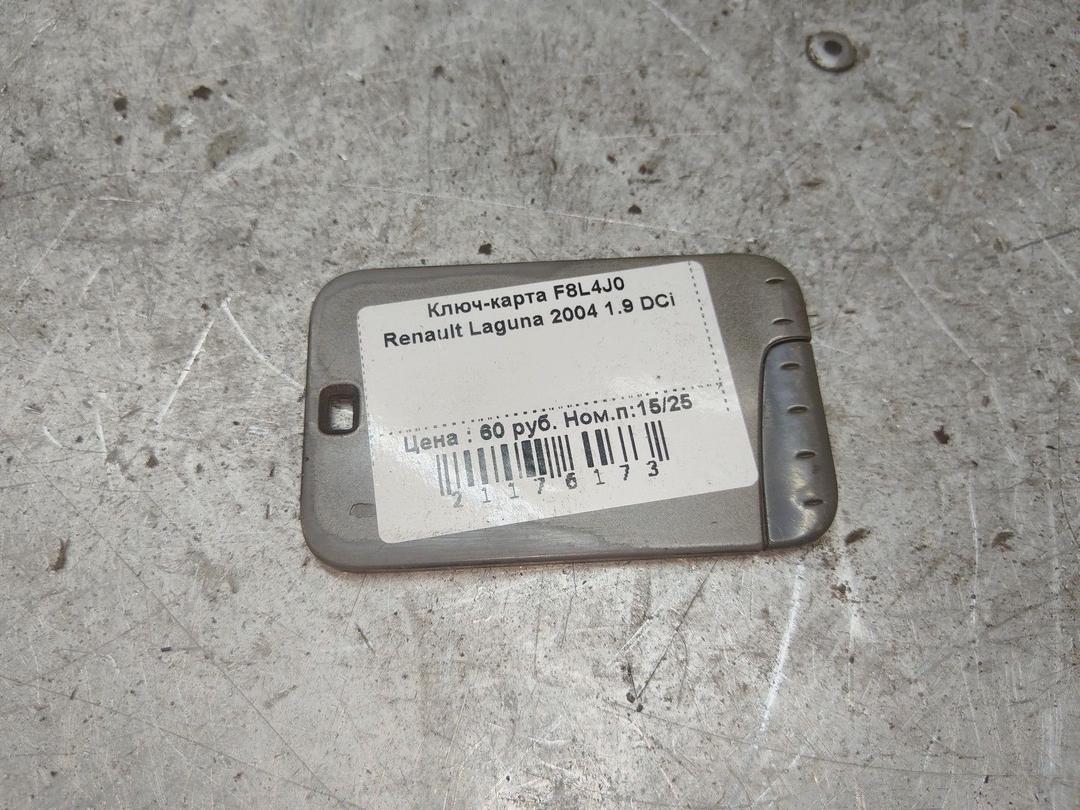 Ключ-карта F8L4J0
Renault Laguna 2004 1.9 DCi
Цена : 60 руб. Ном.п:15/25
21176173